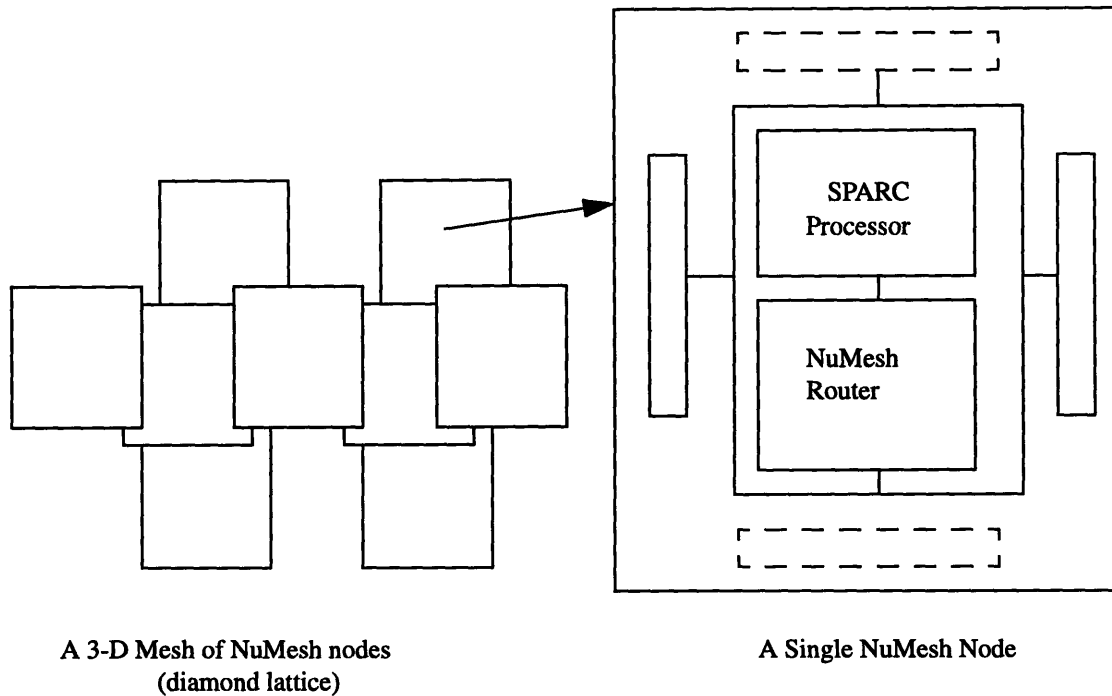 SPARC
Processor
NuMesh
Router
A 3-D Mesh of NuMesh nodes
(diamond lattice)
A Single NuMesh Node